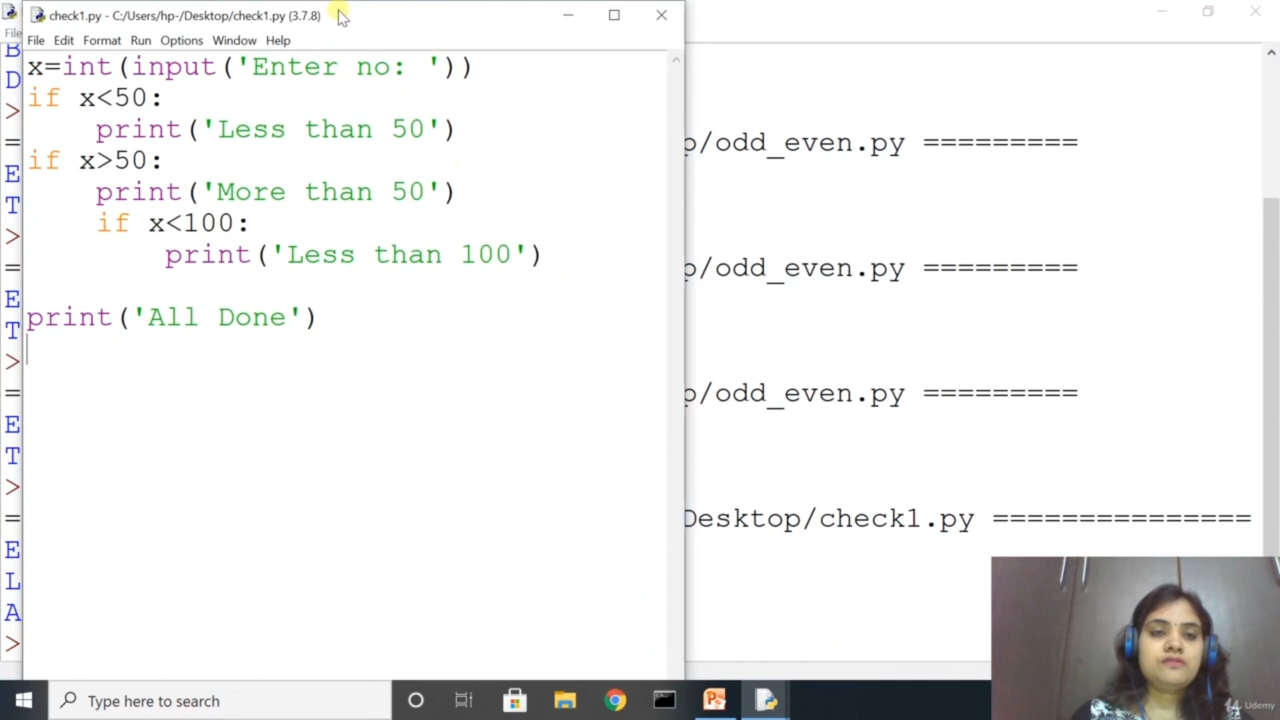 check1.py - C:/Users/hp-/Desktop/check1.py (3.7.8)
File Edit Format Run Options Window Help
x=int(input('Enter no: '))
if x<50:
    print('Less than 50')
if x>50:
    print('More than 50')
    if x<100:
        print('Less than 100')
print('All Done')
File
B
D
>
=
E
T
>
=
E
T
>
=
E
T
>
=
E
L
A
>
p/odd_even.py =========
p/odd_even.py =========
p/odd_even.py =========
Desktop/check1.py ===============
Type here to search
Udemy